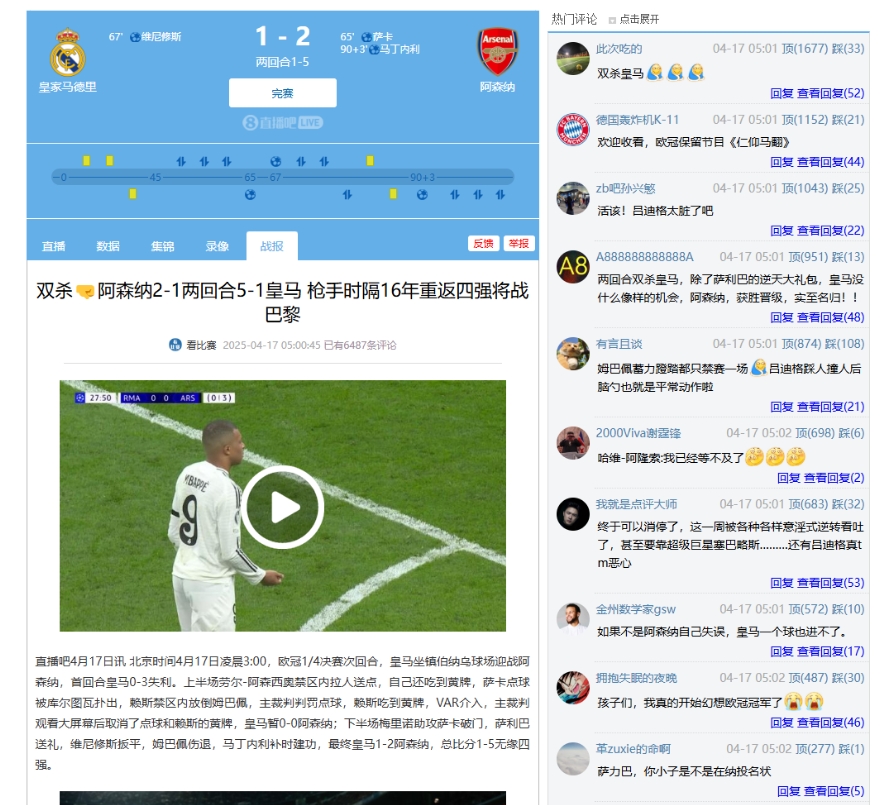 67' 维尼修斯
1 - 2
两回合1-5
65' 萨卡
90+3' 马丁内利
皇家马德里
Arsenal
阿森纳
完赛
8直播吧LIVE
0 45 65 67 90+3
直播 数据 集锦 录像 战报 反馈 举报
双杀🤜阿森纳2-1两回合5-1皇马 枪手时隔16年重返四强将战
巴黎
看比赛 2025-04-17 05:00:45 已有6487条评论
27:50 RMA 0 0 ARS (0:3)
MBAPPE
9
直播吧4月17日讯 北京时间4月17日凌晨3:00，欧冠1/4决赛次回合，皇马坐镇伯纳乌球场迎战阿
森纳，首回合皇马0-3失利。上半场劳尔-阿森西奥禁区内拉人送点，自己还吃到黄牌，萨卡点球
被库尔图瓦扑出，赖斯禁区内放倒姆巴佩，主裁判判罚点球，赖斯吃到黄牌，VAR介入，主裁判
观看大屏幕后取消了点球和赖斯的黄牌，皇马暂0-0阿森纳；下半场梅里诺助攻萨卡破门，萨利巴
送礼，维尼修斯扳平，姆巴佩伤退，马丁内利补时建功，最终皇马1-2阿森纳，总比分1-5无缘四
强。
热门评论 点击展开
此次吃的 04-17 05:01 顶(1677) 踩(33)
双杀皇马
回复 查看回复(52)
德国轰炸机K-11 04-17 05:01 顶(1152) 踩(21)
欢迎收看，欧冠保留节目《仁仰马翻》
回复 查看回复(44)
zb吧孙兴慜 04-17 05:01 顶(1043) 踩(25)
活该！吕迪格太脏了吧
回复 查看回复(22)
A8
A888888888888A 04-17 05:01 顶(951) 踩(13)
两回合双杀皇马，除了萨利巴的逆天大礼包，皇马没
什么像样的机会，阿森纳，获胜晋级，实至名归！！
回复 查看回复(48)
有言且谈 04-17 05:01 顶(874) 踩(108)
姆巴佩蓄力蹬踏都只禁赛一场 吕迪格踩人撞人后
脑勺也就是平常动作啦
回复 查看回复(21)
2000Viva谢霆锋 04-17 05:02 顶(698) 踩(6)
哈维-阿隆索:我已经等不及了
回复 查看回复(2)
我就是点评大师 04-17 05:01 顶(683) 踩(32)
终于可以消停了，这一周被各种各样意淫式逆转看吐
了，甚至要靠超级巨星塞巴略斯.........还有吕迪格真t
m恶心
回复 查看回复(53)
金州数学家gsw 04-17 05:01 顶(572) 踩(10)
如果不是阿森纳自己失误，皇马一个球也进不了。
回复 查看回复(17)
拥抱失眠的夜晚 04-17 05:02 顶(487) 踩(30)
孩子们，我真的开始幻想欧冠冠军了
回复 查看回复(46)
革zuxie的命啊 04-17 05:02 顶(277) 踩(1)
萨力巴，你小子是不是在纳投名状
回复 查看回复(5)